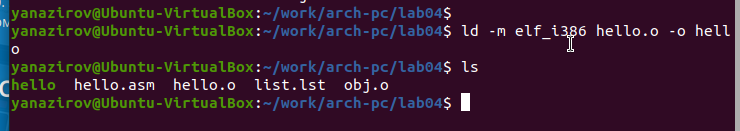 yanazirov@Ubuntu-VirtualBox:~/work/arch-pc/lab04$
yanazirov@Ubuntu-VirtualBox:~/work/arch-pc/lab04$ ld -m elf_i386 hello.o -o hell
o
yanazirov@Ubuntu-VirtualBox:~/work/arch-pc/lab04$ ls
hello  hello.asm  hello.o  list.lst  obj.o
yanazirov@Ubuntu-VirtualBox:~/work/arch-pc/lab04$